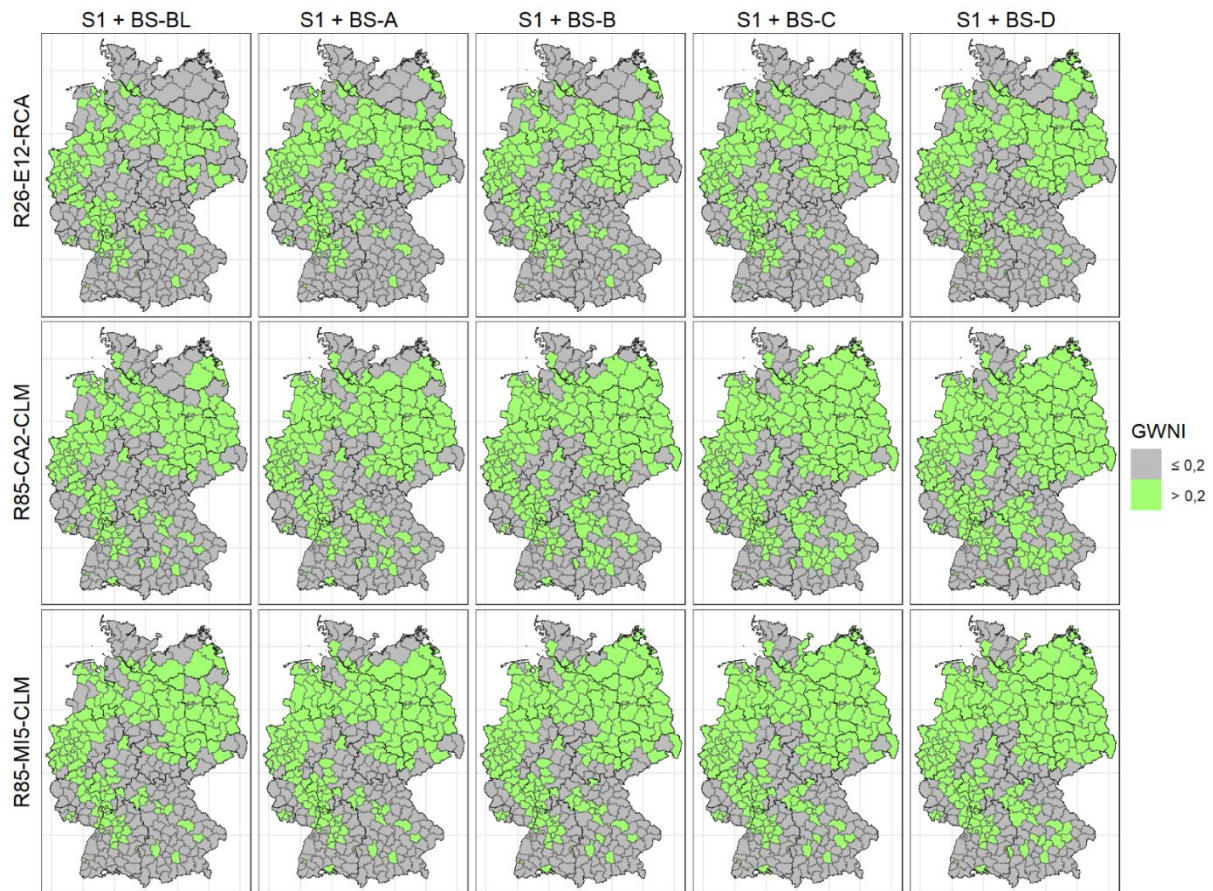 S1 + BS-BL S1 + BS-A S1 + BS-B S1 + BS-C S1 + BS-D
R26-E12-RCA
R85-CA2-CLM
GWNI
≤ 0,2
> 0,2
R85-MI5-CLM